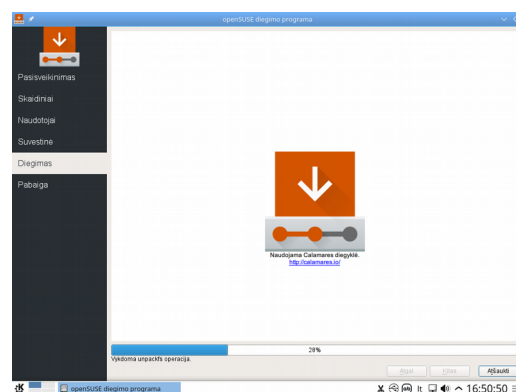 openSUSE diegimo programa
Pasisveikinimas
Skaidiniai
Naudotojai
Suvestinė
Diegimas
Pabaiga
Naudojama Calamares diegyklė.
http://calamares.io/
28%
Vykdoma unpackfs operacija.
Atgal
Kitas
Atšaukti
openSUSE diegimo programa
lt
16:50:50